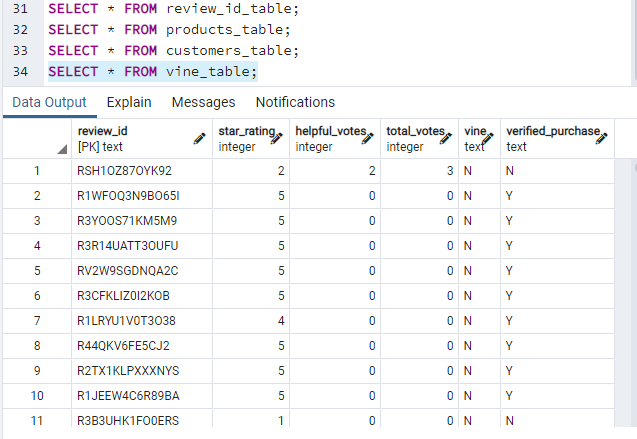 31 SELECT * FROM review_id_table;
32 SELECT * FROM products_table;
33 SELECT * FROM customers_table;
34 SELECT * FROM vine_table;
Data Output Explain Messages Notifications
review_id star_rating helpful_votes total_votes vine verified_purchase
[PK] text integer integer integer text text
1 RSH1OZ87OYK92 2 2 3 N N
2 R1WFOQ3N9BO65I 5 0 0 N Y
3 R3YOOS71KM5M9 5 0 0 N Y
4 R3R14UATT3OUFU 5 0 0 N Y
5 RV2W9SGDNQA2C 5 0 0 N Y
6 R3CFKLIZ0I2KOB 5 0 0 N Y
7 R1LRYU1V0T3O38 4 0 0 N Y
8 R44QKV6FE5CJ2 5 0 0 N Y
9 R2TX1KLPXXXNYS 5 0 0 N Y
10 R1JEEW4C6R89BA 5 0 0 N Y
11 R3B3UHK1FO0ERS 1 0 0 N N